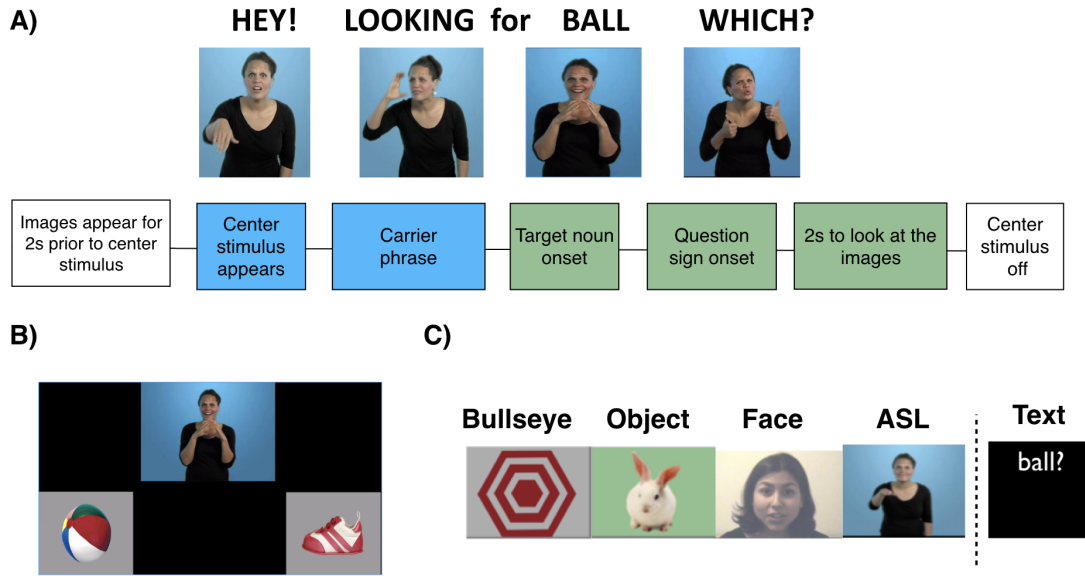 A)
HEY! LOOKING for BALL WHICH?
Images appear for
2s prior to center
stimulus
Center
stimulus
appears
Carrier
phrase
Target noun
onset
Question
sign onset
2s to look at the
images
Center
stimulus
off
B)
C)
Bullseye Object Face ASL Text
ball?